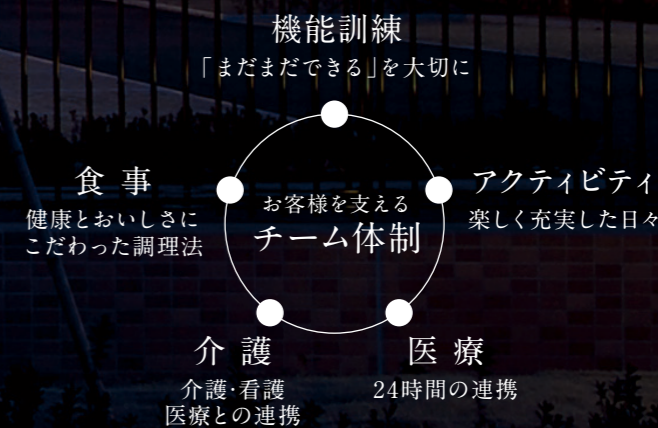 機能訓練
「まだまだできる」を大切に
食事
健康とおいしさに
こだわった調理法
お客様を支える
チーム体制
アクティビティ
楽しく充実した日々
介護
介護・看護
医療との連携
医療
24時間の連携